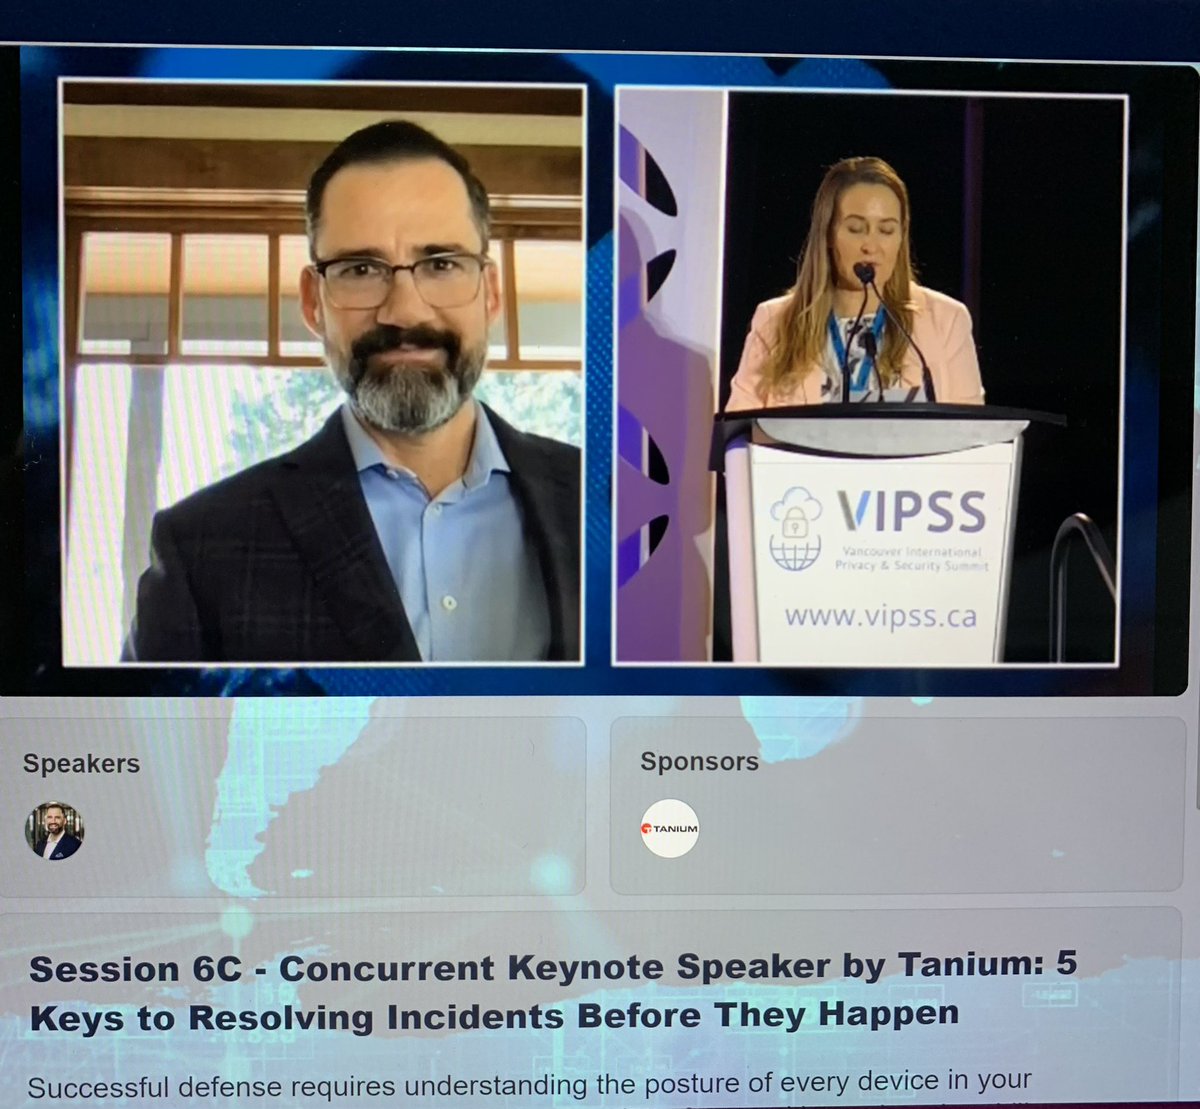 VIPSS
Vancouver International
Privacy & Security Summit
www.vipss.ca
Speakers
Sponsors
TANIUM
Session 6C - Concurrent Keynote Speaker by Tanium: 5
Keys to Resolving Incidents Before They Happen
Successful defense requires understanding the posture of every device in your